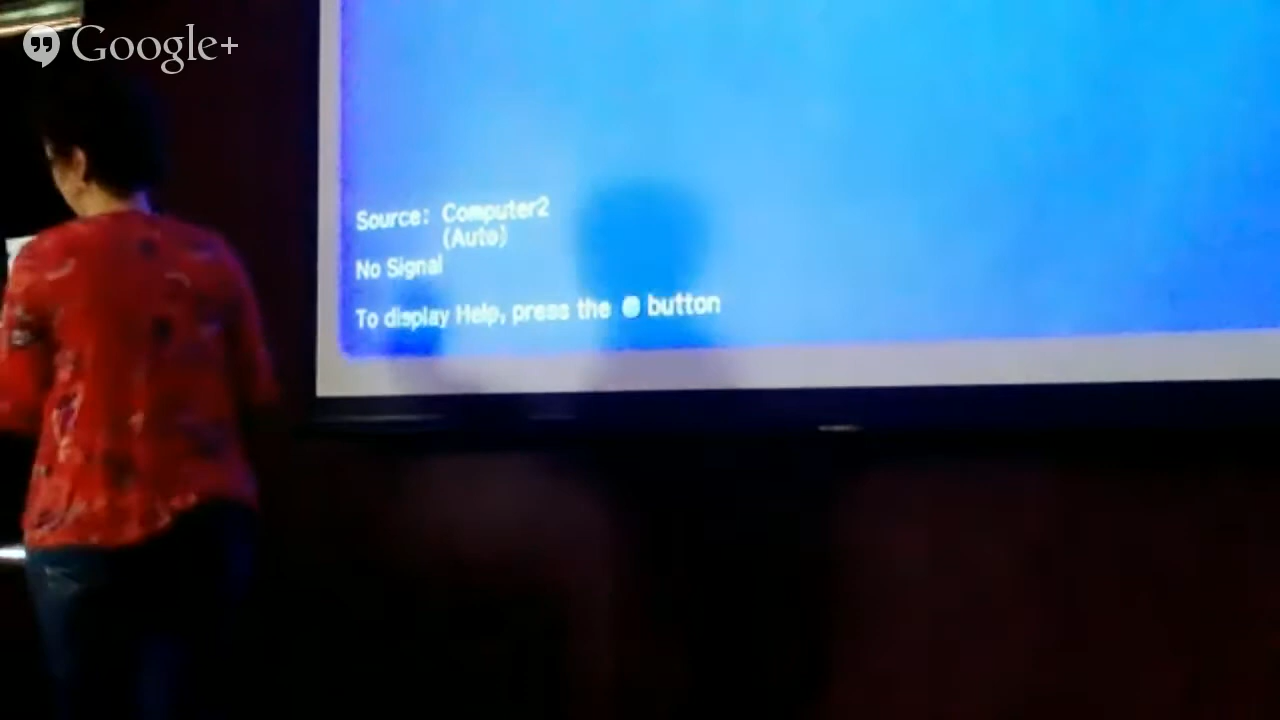 Google+
Source: Computer2
(Auto)
No Signal
To display Help, press the button